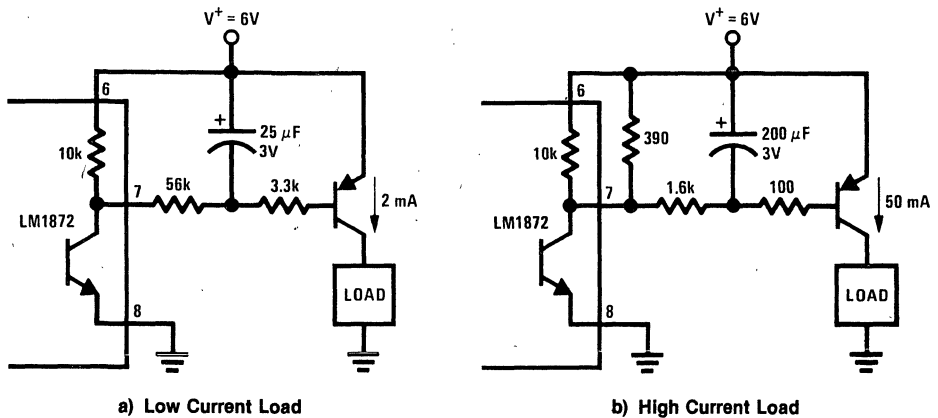 V+ = 6V
6
10k
+
25 µF
3V
7
56k
3.3k
2 mA
LM1872
LOAD
8
a) Low Current Load
V+ = 6V
6
10k
390
+
200 µF
3V
7
1.6k
100
50 mA
LM1872
LOAD
8
b) High Current Load